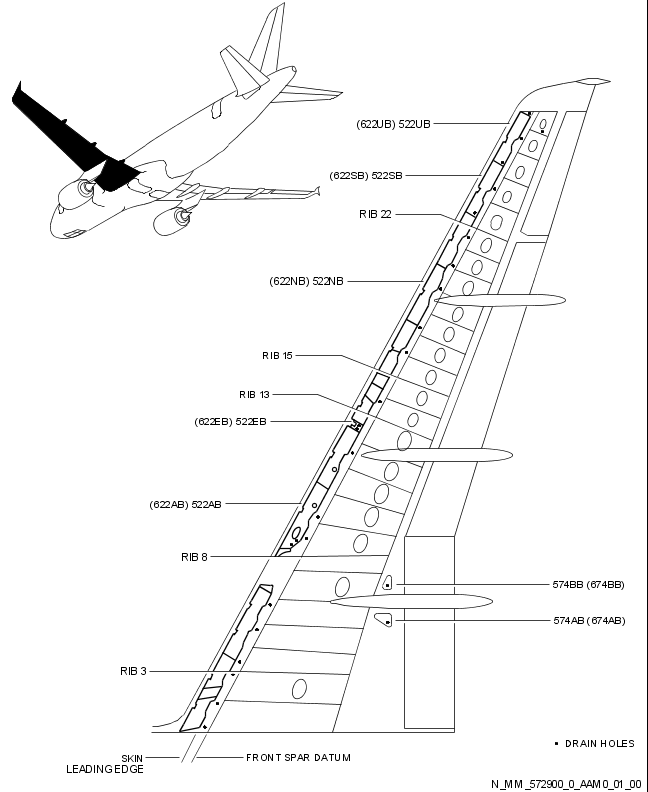 (622UB) 522UB
(622SB) 522SB
RIB 22
(622NB) 522NB
RIB 15
RIB 13
(622EB) 522EB
(622AB) 522AB
RIB 8
574BB (674BB)
574AB (674AB)
RIB 3
DRAIN HOLES
SKIN
LEADING EDGE
FRONT SPAR DATUM
N_MM_572900_0_AAM0_01_00